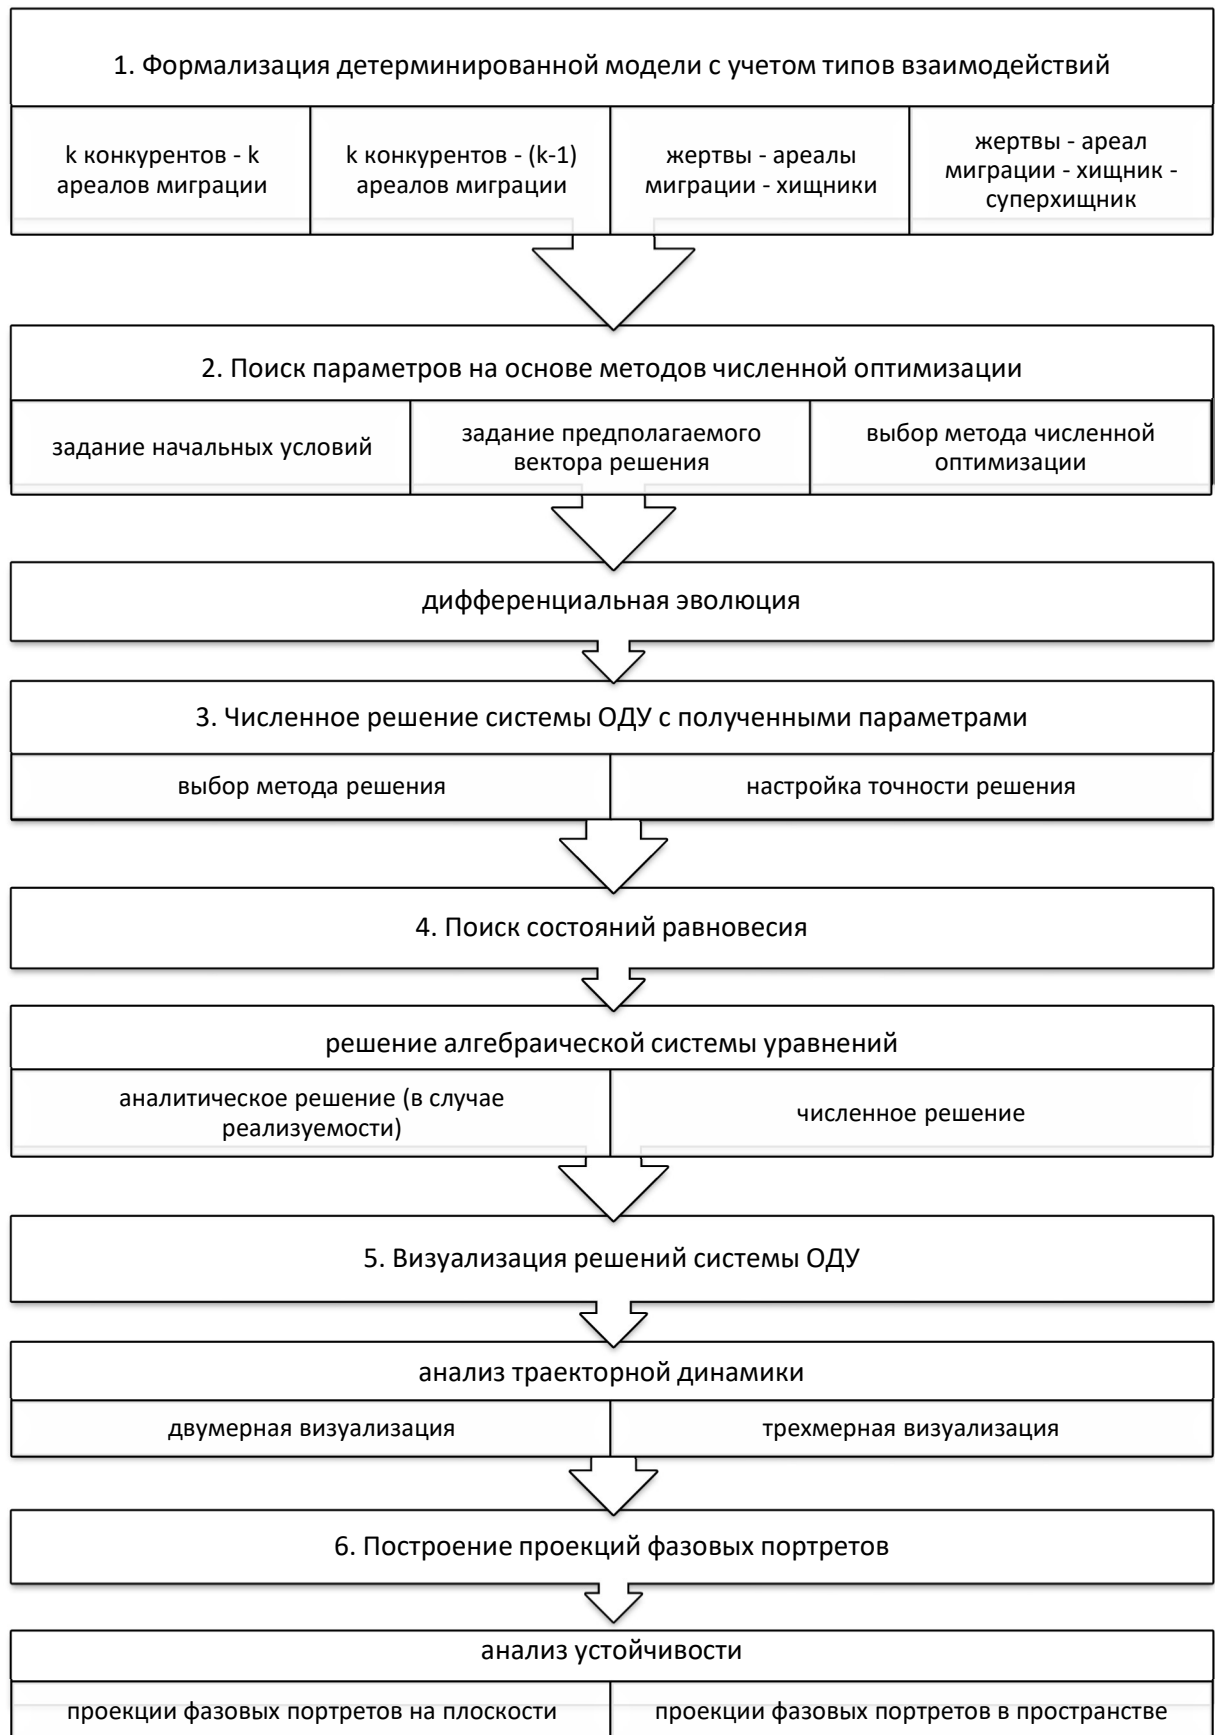 1. Формализация детерминированной модели с учетом типов взаимодействий
k конкурентов - k
ареалов миграции
k конкурентов - (k-1)
ареалов миграции
жертвы - ареалы
миграции - хищники
жертвы - ареал
миграции - хищник -
суперхищник
2. Поиск параметров на основе методов численной оптимизации
задание начальных условий
задание предполагаемого
вектора решения
выбор метода численной
оптимизации
дифференциальная эволюция
3. Численное решение системы ОДУ с полученными параметрами
выбор метода решения
настройка точности решения
4. Поиск состояний равновесия
решение алгебраической системы уравнений
аналитическое решение (в случае
реализуемости)
численное решение
5. Визуализация решений системы ОДУ
анализ траекторной динамики
двумерная визуализация
трехмерная визуализация
6. Построение проекций фазовых портретов
анализ устойчивости
проекции фазовых портретов на плоскости
проекции фазовых портретов в пространстве